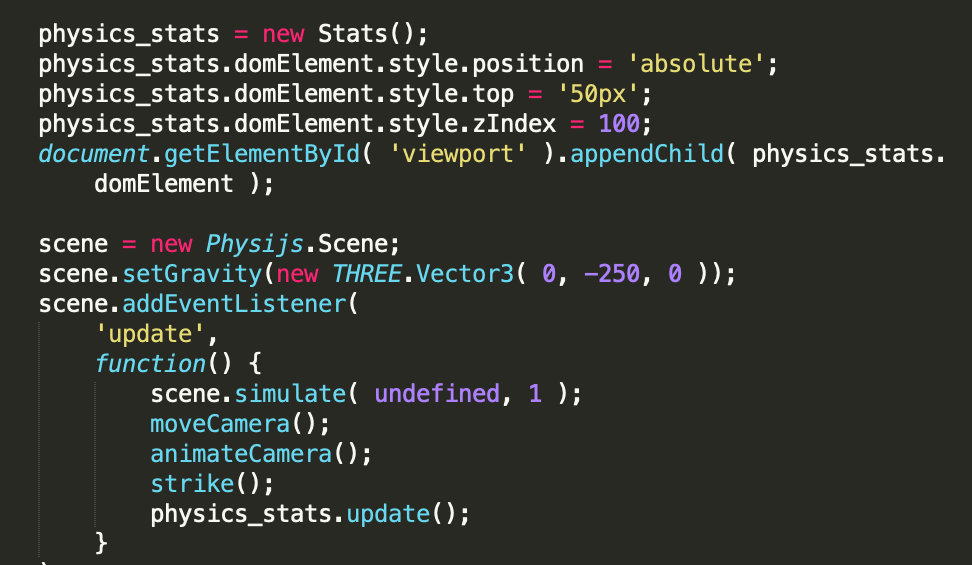 physics_stats = new Stats();
physics_stats.domElement.style.position = 'absolute';
physics_stats.domElement.style.top = '50px';
physics_stats.domElement.style.zIndex = 100;
document.getElementById( 'viewport' ).appendChild( physics_stats.
domElement );
scene = new Physijs.Scene;
scene.setGravity(new THREE.Vector3( 0, -250, 0 ));
scene.addEventListener(
'update',
function() {
scene.simulate( undefined, 1 );
moveCamera();
animateCamera();
strike();
physics_stats.update();
}